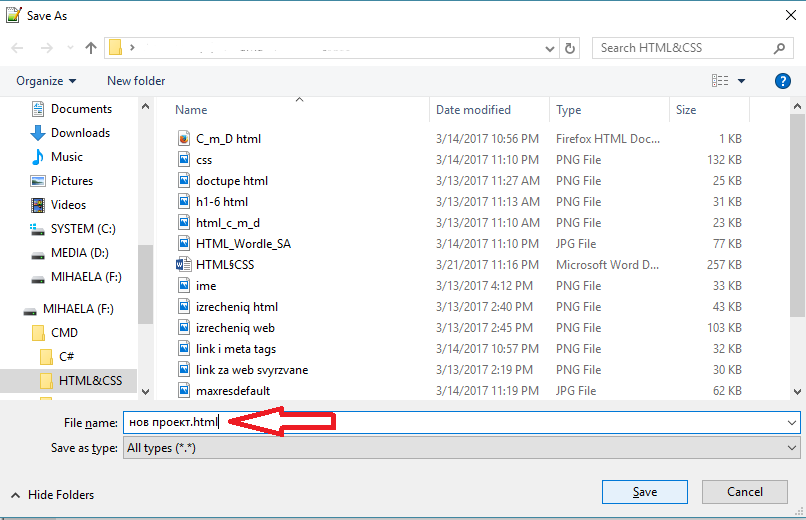 Save As
Search HTML&CSS
Organize New folder
Name Date modified Type Size
Documents
Downloads
Music
Pictures
Videos
SYSTEM (C:)
MEDIA (D:)
MIHAELA (F:)
MIHAELA (F:)
CMD
C#
HTML&CSS
C_m_D html 3/14/2017 10:56 PM Firefox HTML Doc... 1 KB
css 3/14/2017 11:10 PM PNG File 132 KB
doctupe html 3/13/2017 11:27 AM PNG File 25 KB
h1-6 html 3/13/2017 11:13 AM PNG File 31 KB
html_c_m_d 3/13/2017 11:10 AM PNG File 23 KB
HTML_Wordle_SA 3/14/2017 11:10 PM JPG File 77 KB
HTML§CSS 3/21/2017 11:16 PM Microsoft Word D... 257 KB
ime 3/13/2017 4:12 PM PNG File 33 KB
izrecheniq html 3/13/2017 2:40 PM PNG File 43 KB
izrecheniq web 3/13/2017 2:45 PM PNG File 103 KB
link i meta tags 3/14/2017 10:57 PM PNG File 32 KB
link za web svyrzvane 3/13/2017 2:19 PM PNG File 30 KB
maxresdefault 3/14/2017 11:19 PM JPG File 62 KB
File name: нов проект.html
Save as type: All types (*.*)
Hide Folders Save Cancel